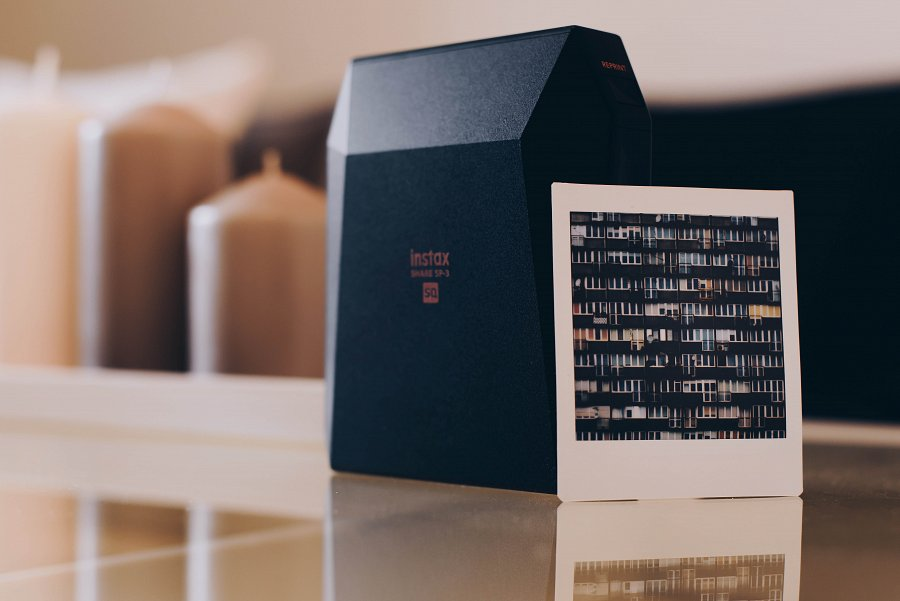 REPRINT
instax
SHARE SP-3
SQ